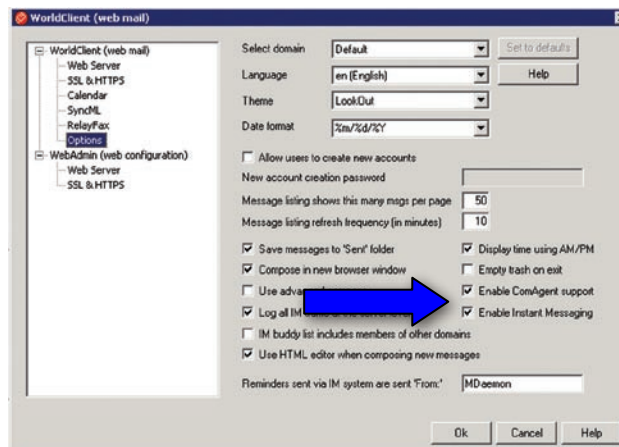 WorldClient (web mail)
WorldClient (web mail)
Web Server
SSL & HTTPS
Calendar
SyncML
RelayFax
Options
WebAdmin (web configuration)
Web Server
SSL & HTTPS
Select domain Default Set to defaults
Language en (English) Help
Theme LookOut
Date format %m/%d/%Y
Allow users to create new accounts
New account creation password
Message listing shows this many msgs per page 50
Message listing refresh frequency (in minutes) 10
Save messages to 'Sent' folder Display time using AM/PM
Compose in new browser window Empty trash on exit
Use Enable ComAgent support
Log all IM Enable Instant Messaging
IM buddy list includes members of other domains
Use HTML editor when composing new messages
Reminders sent via IM system are sent 'From:' MDaemon
Ok Cancel Help